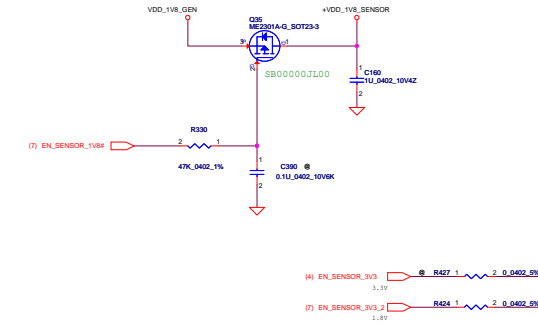 VDD_1V8_GEN
+VDD_1V8_SENSOR
Q35
ME2301A-G_SOT23-3
3
1
2
SB00000JL00
1
C160
1U_0402_10V4Z
2
R330
(7) EN_SENSOR_1V8#
2
1
47K_0402_1%
1
C390 @
0.1U_0402_10V6K
2
(4) EN_SENSOR_3V3
@ R427 1 2 0_0402_5%
3.3V
(7) EN_SENSOR_3V3_2
R424 1 2 0_0402_5%
1.8V